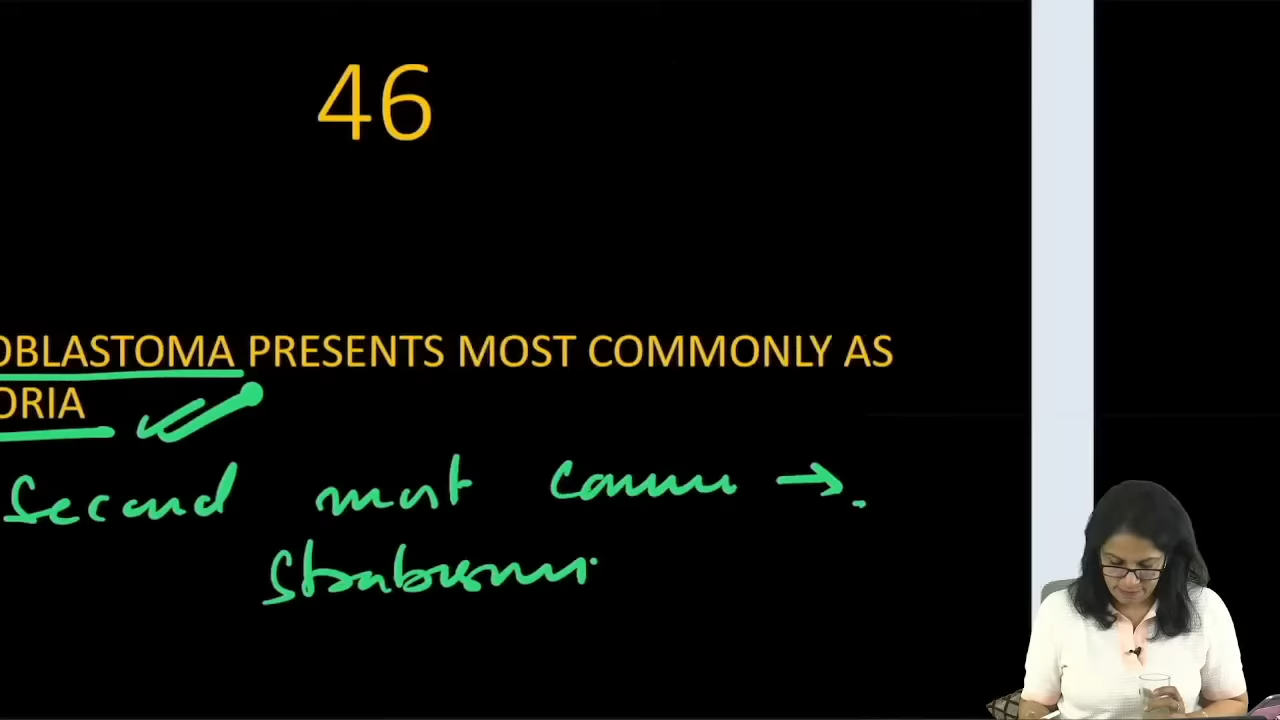 46
OBLASTOMA PRESENTS MOST COMMONLY AS
ORIA
Second most common →
Strabismus